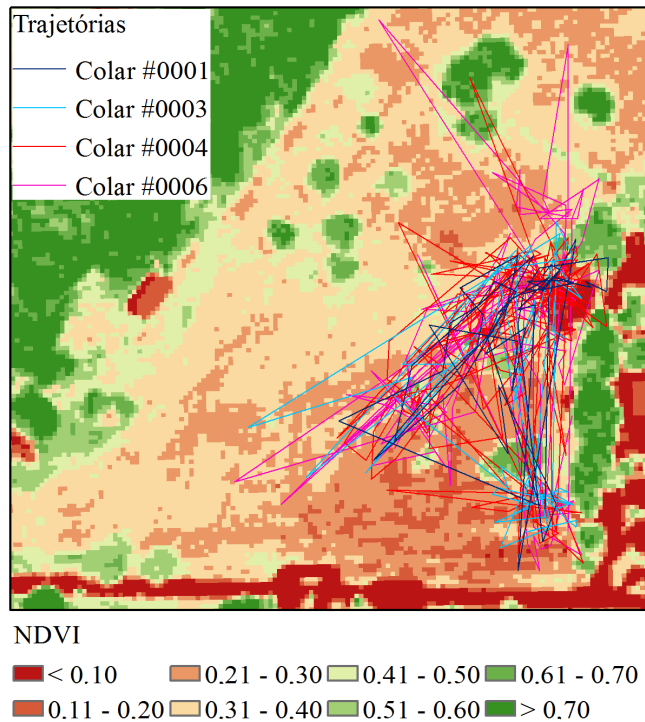 Trajetórias
Colar #0001
Colar #0003
Colar #0004
Colar #0006
NDVI
< 0.10
0.21 - 0.30
0.41 - 0.50
0.61 - 0.70
0.11 - 0.20
0.31 - 0.40
0.51 - 0.60
> 0.70